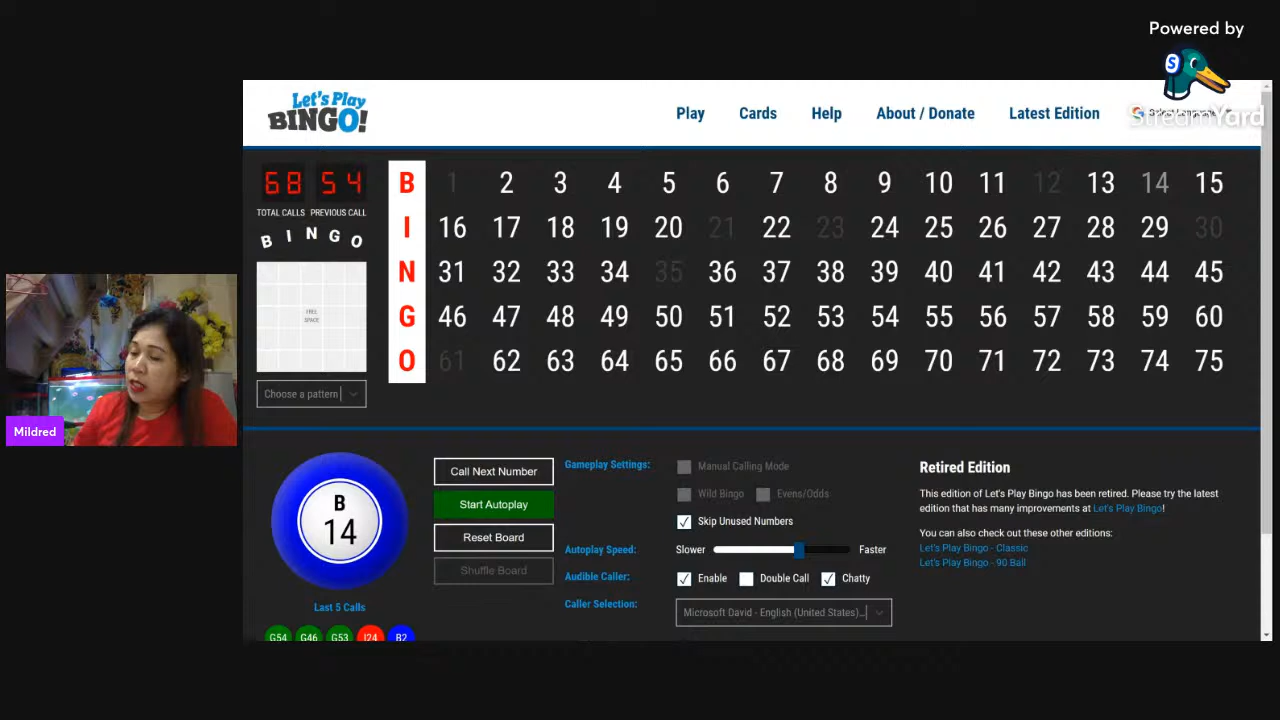 Powered by
StreamYard
Let's Play
BINGO!
Play
Cards
Help
About / Donate
Latest Edition
Select Language
68 54
TOTAL CALLS PREVIOUS CALL
B I N G O
FREE
SPACE
Choose a pattern
B 1 2 3 4 5 6 7 8 9 10 11 12 13 14 15
I 16 17 18 19 20 21 22 23 24 25 26 27 28 29 30
N 31 32 33 34 35 36 37 38 39 40 41 42 43 44 45
G 46 47 48 49 50 51 52 53 54 55 56 57 58 59 60
O 61 62 63 64 65 66 67 68 69 70 71 72 73 74 75
Mildred
B
14
Last 5 Calls
G54 G46 G53 I24 B2
Call Next Number
Start Autoplay
Reset Board
Shuffle Board
Gameplay Settings:
Manual Calling Mode
Wild Bingo Evens/Odds
Skip Unused Numbers
Autoplay Speed:
Slower Faster
Audible Caller:
Enable Double Call Chatty
Caller Selection:
Microsoft David - English (United States)...
Retired Edition
This edition of Let's Play Bingo has been retired. Please try the latest
edition that has many improvements at Let's Play Bingo!
You can also check out these other editions:
Let's Play Bingo - Classic
Let's Play Bingo - 90 Ball